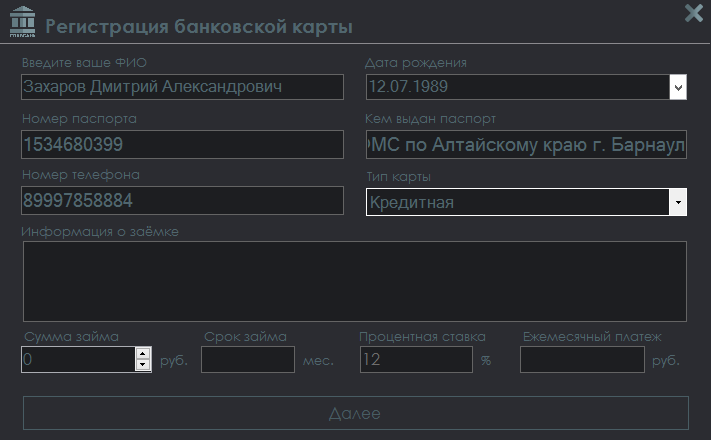 Регистрация банковской карты
Введите ваше ФИО
Дата рождения
Захаров Дмитрий Александрович
12.07.1989
Номер паспорта
Кем выдан паспорт
1534680399
МС по Алтайскому краю г. Барнаул
Номер телефона
Тип карты
89997858884
Кредитная
Информация о заёмке
Сумма займа
Срок займа
Процентная ставка
Ежемесячный платеж
0 руб.
мес.
12 %
руб.
Далее